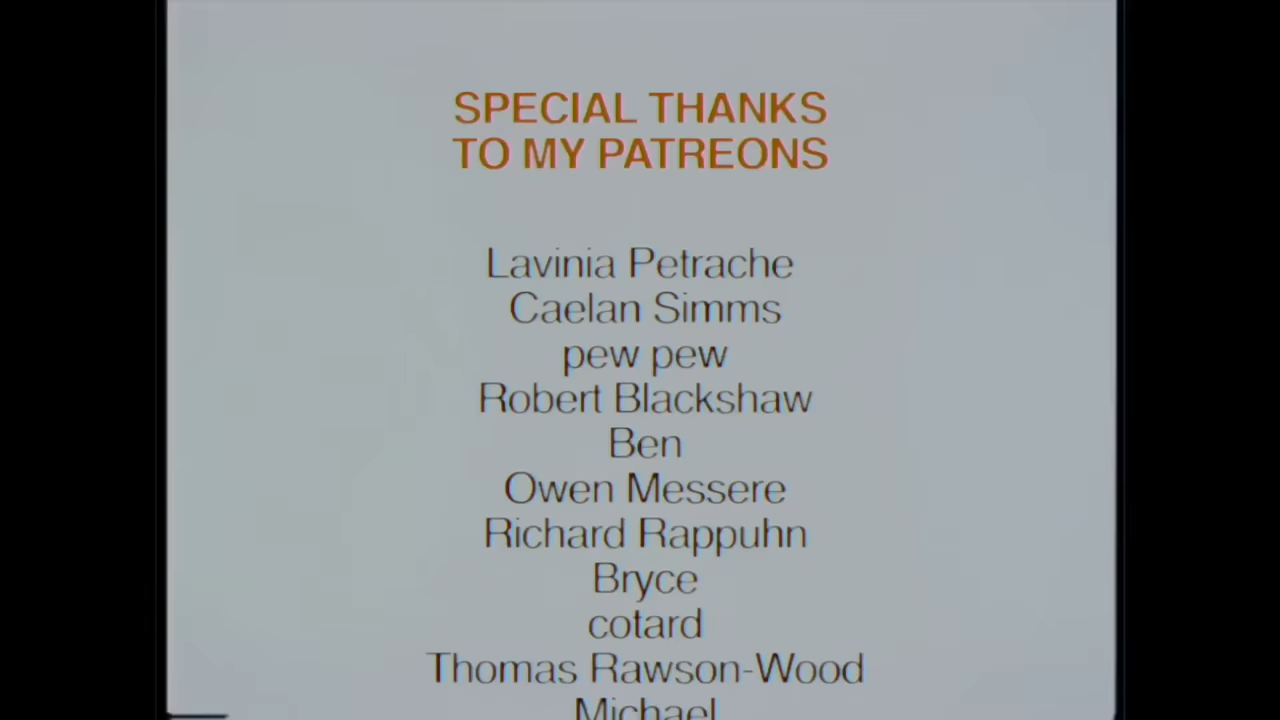 SPECIAL THANKS
TO MY PATREONS
Lavinia Petrache
Caelan Simms
pew pew
Robert Blackshaw
Ben
Owen Messere
Richard Rappuhn
Bryce
cotard
Thomas Rawson-Wood
Michael